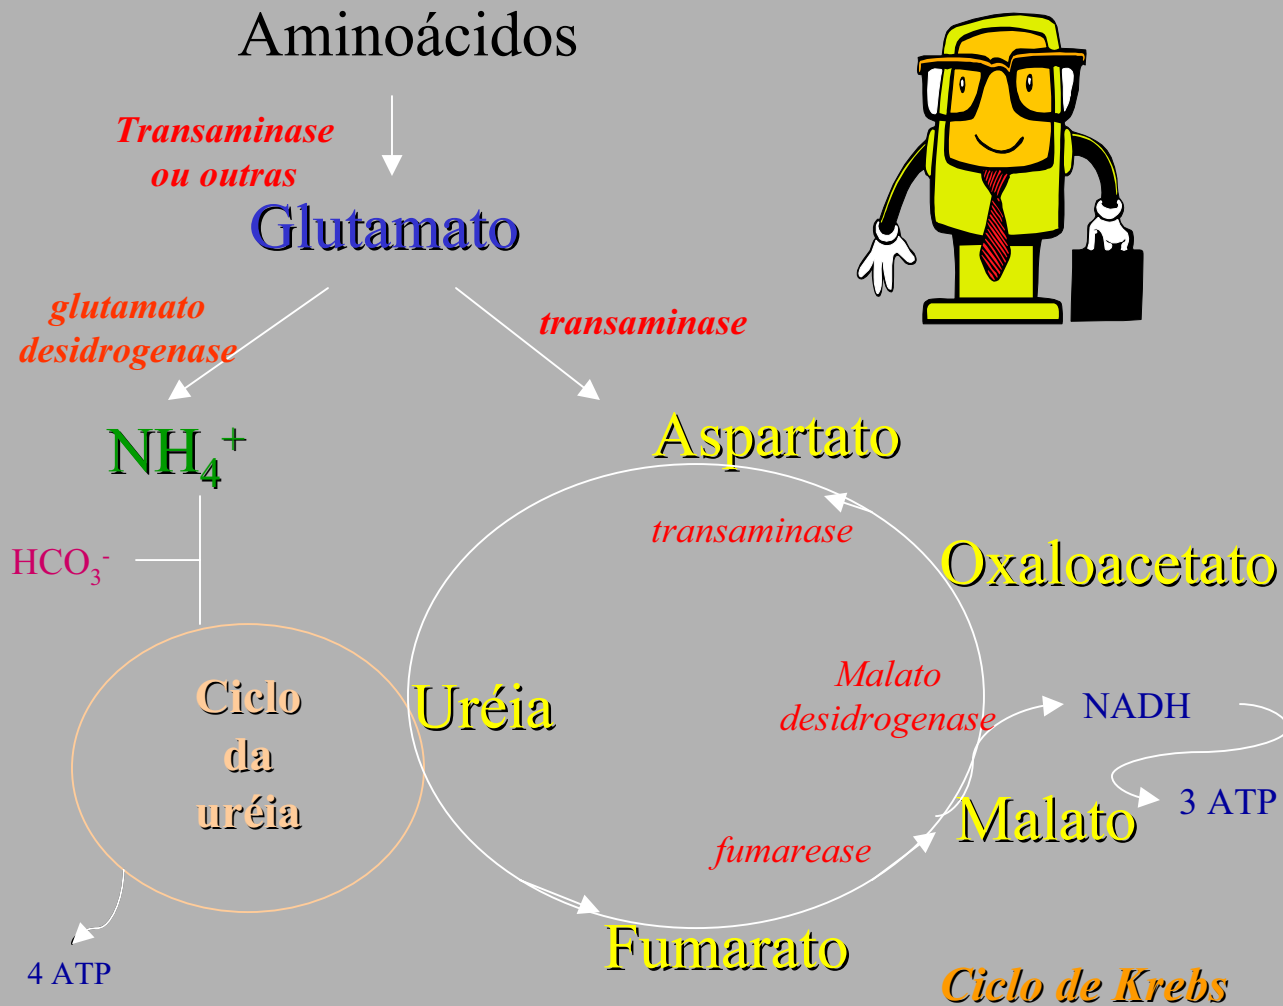 Aminoácidos
Transaminase
ou outras
Glutamato
glutamato
desidrogenase
transaminase
NH₄⁺
Aspartato
transaminase
HCO₃⁻
Oxaloacetato
Ciclo
da
uréia
Uréia
Malato
desidrogenase
NADH
3 ATP
Malato
fumarease
Fumarato
4 ATP
Ciclo de Krebs